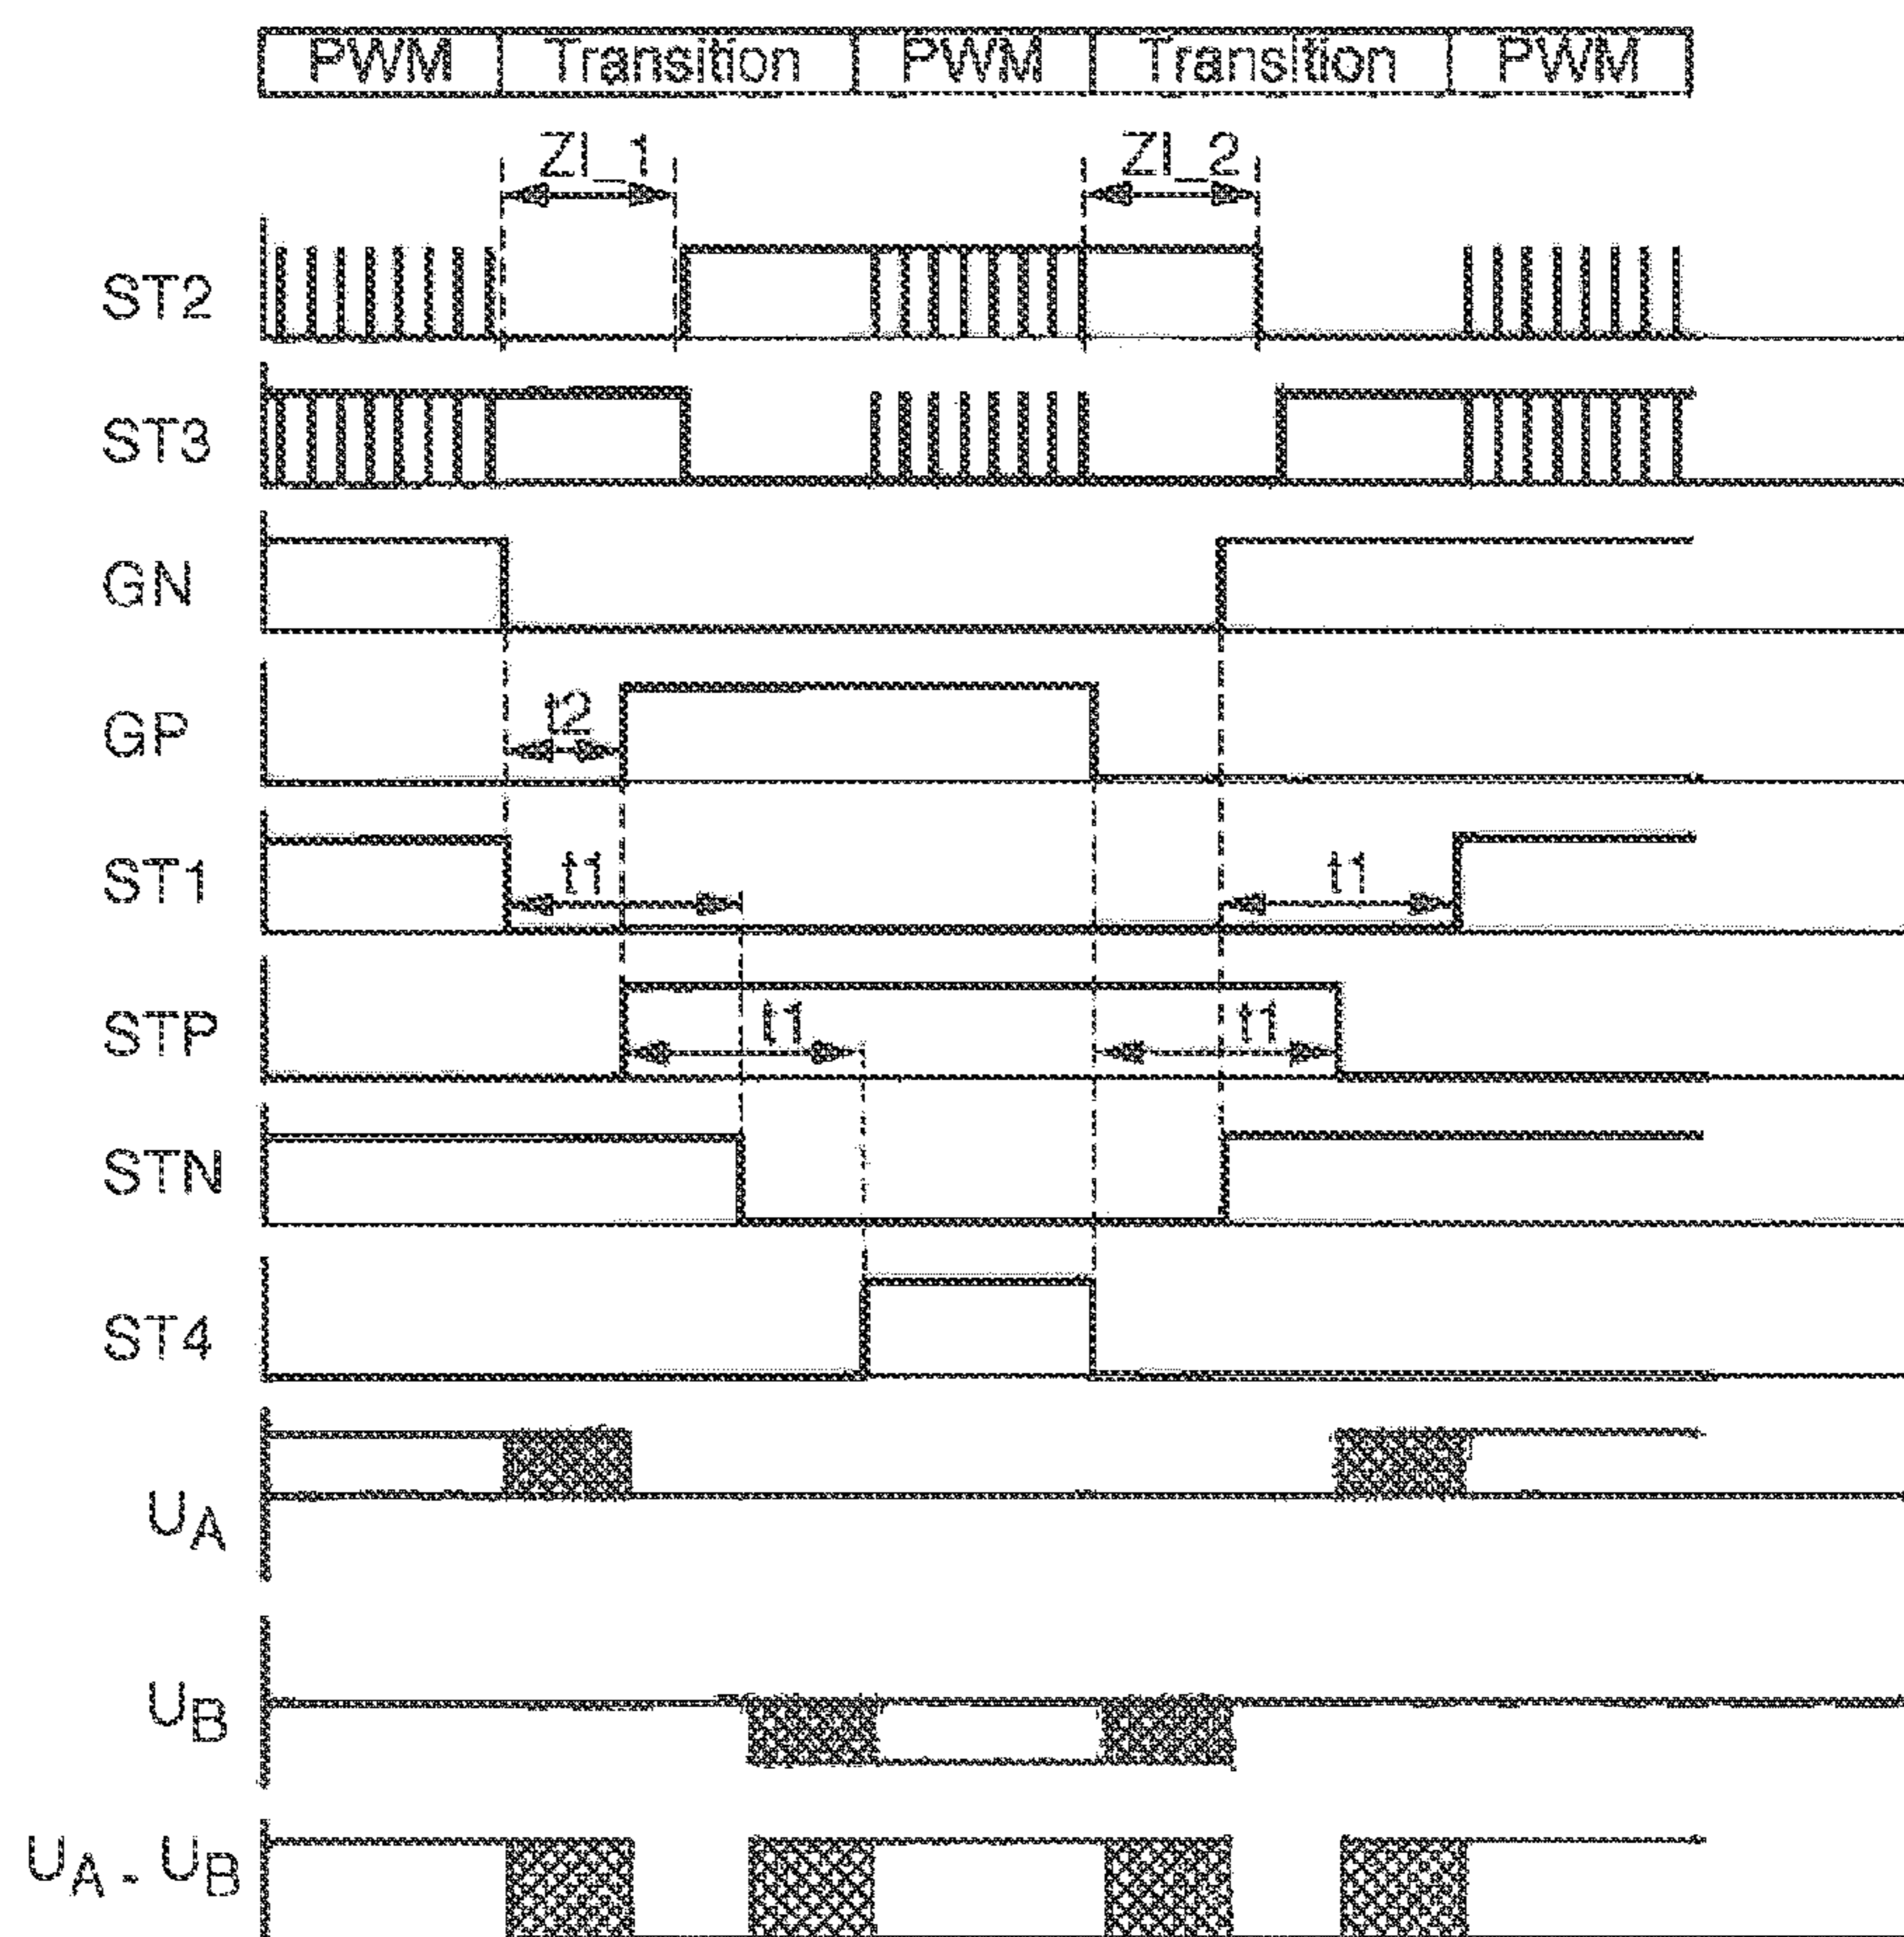 PWM Transition PWM Transition PWM
ZI_1 ZI_2
ST2
ST3
GN
GP t2
ST1 t1 t1
STP t1 t1
STN
ST4
UA
UB
UA - UB